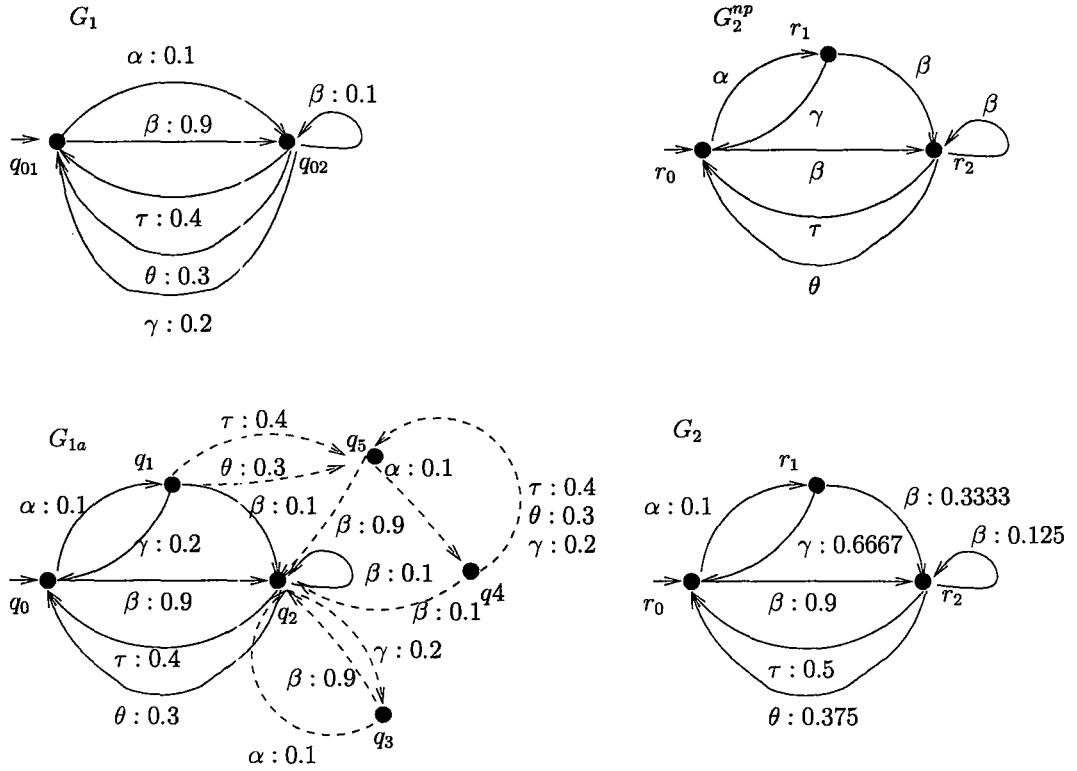 G₁
α : 0.1
β : 0.1
β : 0.9
q₀₁
q₀₂
τ : 0.4
θ : 0.3
γ : 0.2
G₂ⁿᵖ
r₁
α
β
γ
β
r₀
β
r₂
τ
θ
G₁ₐ
τ : 0.4
q₅
q₁
θ : 0.3
α : 0.1
α : 0.1
β : 0.1
τ : 0.4
θ : 0.3
γ : 0.2
β : 0.9
γ : 0.2
β : 0.1
q4
q₀
β : 0.9
q₂
β : 0.1
γ : 0.2
τ : 0.4
β : 0.9
θ : 0.3
q₃
α : 0.1
G₂
r₁
α : 0.1
β : 0.3333
β : 0.125
γ : 0.6667
r₀
β : 0.9
r₂
τ : 0.5
θ : 0.375